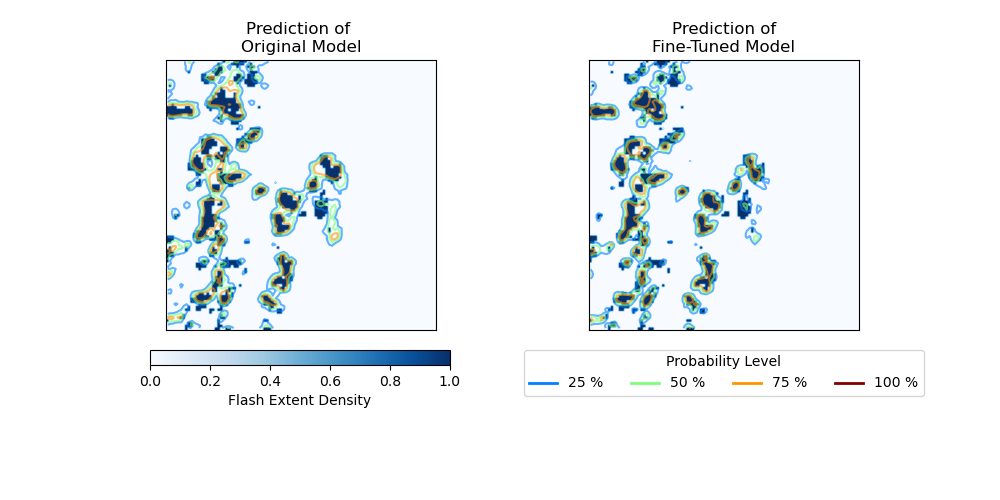 Prediction of
Original Model
Prediction of
Fine-Tuned Model
0.0 0.2 0.4 0.6 0.8 1.0
Flash Extent Density
Probability Level
25 % 50 % 75 % 100 %